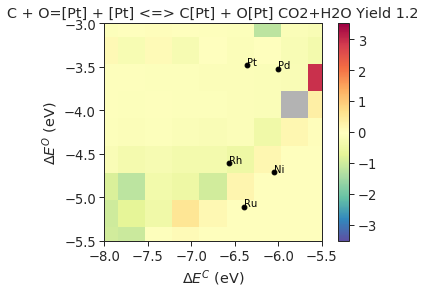 C + O=[Pt] + [Pt] <=> C[Pt] + O[Pt] CO2+H2O Yield 1.2
−3.0
−3.5
−4.0
−4.5
−5.0
−5.5
ΔE^O (eV)
Pt
Pd
Rh
Ni
Ru
−8.0 −7.5 −7.0 −6.5 −6.0 −5.5
ΔE^C (eV)
3
2
1
0
−1
−2
−3